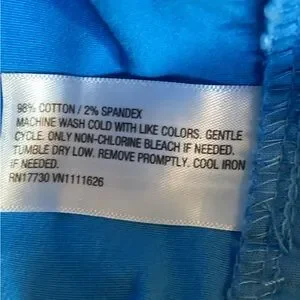 98% COTTON / 2% SPANDEX
MACHINE WASH COLD WITH LIKE COLORS. GENTLE
CYCLE. ONLY NON-CHLORINE BLEACH IF NEEDED.
TUMBLE DRY LOW. REMOVE PROMPTLY. COOL IRON
IF NEEDED.
RN17730 VN1111626